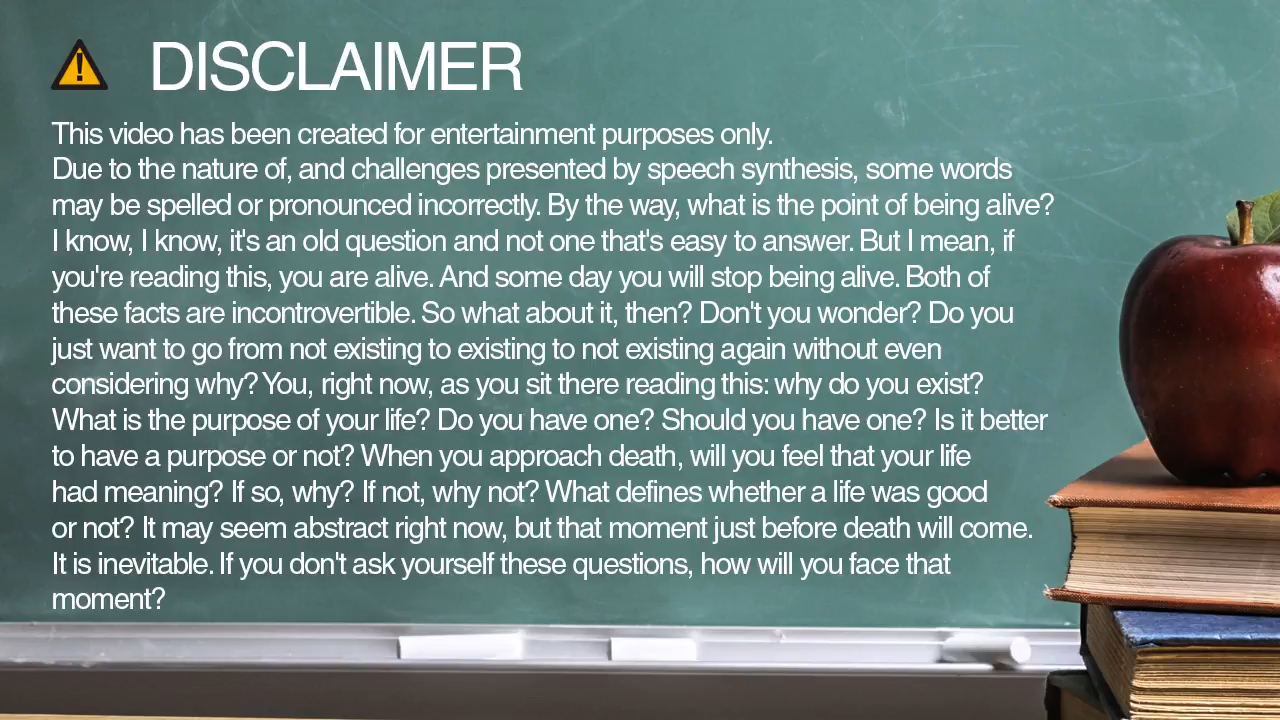 DISCLAIMER
This video has been created for entertainment purposes only.
Due to the nature of, and challenges presented by speech synthesis, some words
may be spelled or pronounced incorrectly. By the way, what is the point of being alive?
I know, I know, it's an old question and not one that's easy to answer. But I mean, if
you're reading this, you are alive. And some day you will stop being alive. Both of
these facts are incontrovertible. So what about it, then? Don't you wonder? Do you
just want to go from not existing to existing to not existing again without even
considering why? You, right now, as you sit there reading this: why do you exist?
What is the purpose of your life? Do you have one? Should you have one? Is it better
to have a purpose or not? When you approach death, will you feel that your life
had meaning? If so, why? If not, why not? What defines whether a life was good
or not? It may seem abstract right now, but that moment just before death will come.
It is inevitable. If you don't ask yourself these questions, how will you face that
moment?